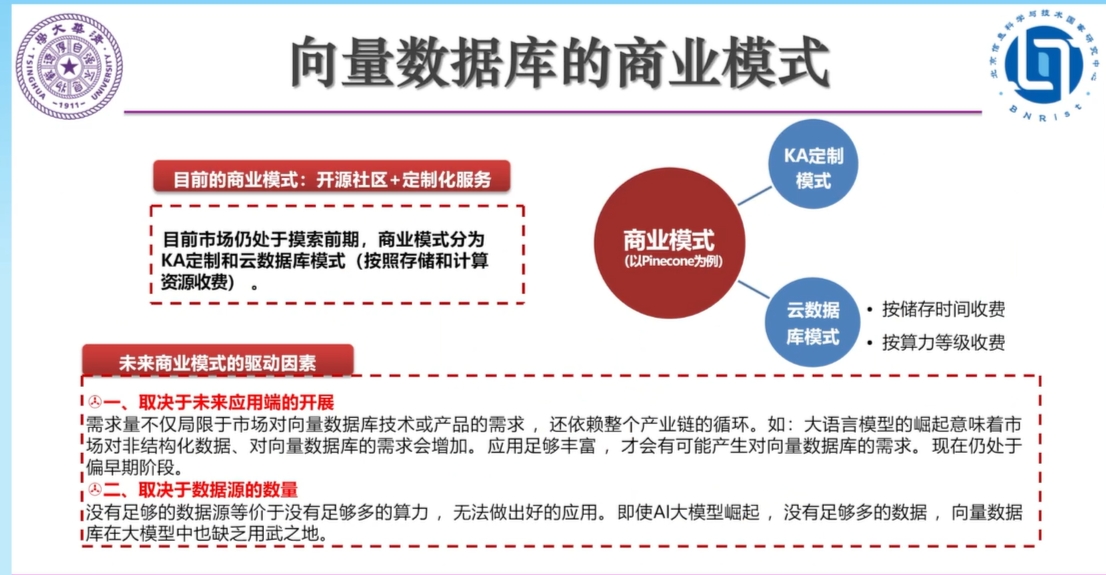 向量数据库的商业模式
清华大学
自强不息
厚德载物
TSINGHUA UNIVERSITY
-1911-
北京信息科学与技术国家研究中心
BNRist
目前的商业模式：开源社区+定制化服务
目前市场仍处于摸索前期，商业模式分为
KA定制和云数据库模式（按照存储和计算
资源收费） 。
商业模式
(以Pinecone为例)
KA定制
模式
云数据
库模式
• 按储存时间收费
• 按算力等级收费
未来商业模式的驱动因素
一、取决于未来应用端的开展
需求量不仅局限于市场对向量数据库技术或产品的需求 ，还依赖整个产业链的循环。如：大语言模型的崛起意味着市
场对非结构化数据、对向量数据库的需求会增加。应用足够丰富 ，才会有可能产生对向量数据库的需求。现在仍处于
偏早期阶段。
二、取决于数据源的数量
没有足够的数据源等价于没有足够多的算力 ，无法做出好的应用。即使AI大模型崛起 ，没有足够多的数据 ，向量数据
库在大模型中也缺乏用武之地。